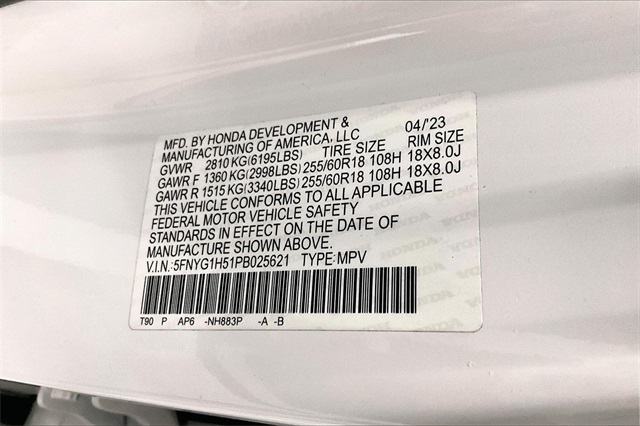 MFD. BY HONDA DEVELOPMENT & 04/'23
MANUFACTURING OF AMERICA, LLC
GVWR 2810 KG(6195LBS) TIRE SIZE RIM SIZE
GAWR F 1360 KG(2998LBS) 255/60R18 108H 18X8.0J
GAWR R 1515 KG(3340LBS) 255/60R18 108H 18X8.0J
THIS VEHICLE CONFORMS TO ALL APPLICABLE
FEDERAL MOTOR VEHICLE SAFETY
STANDARDS IN EFFECT ON THE DATE OF
MANUFACTURE SHOWN ABOVE.
V.I.N.:5FNYG1H51PB025621 TYPE:MPV
T90 P AP6 -NH883P -A -B